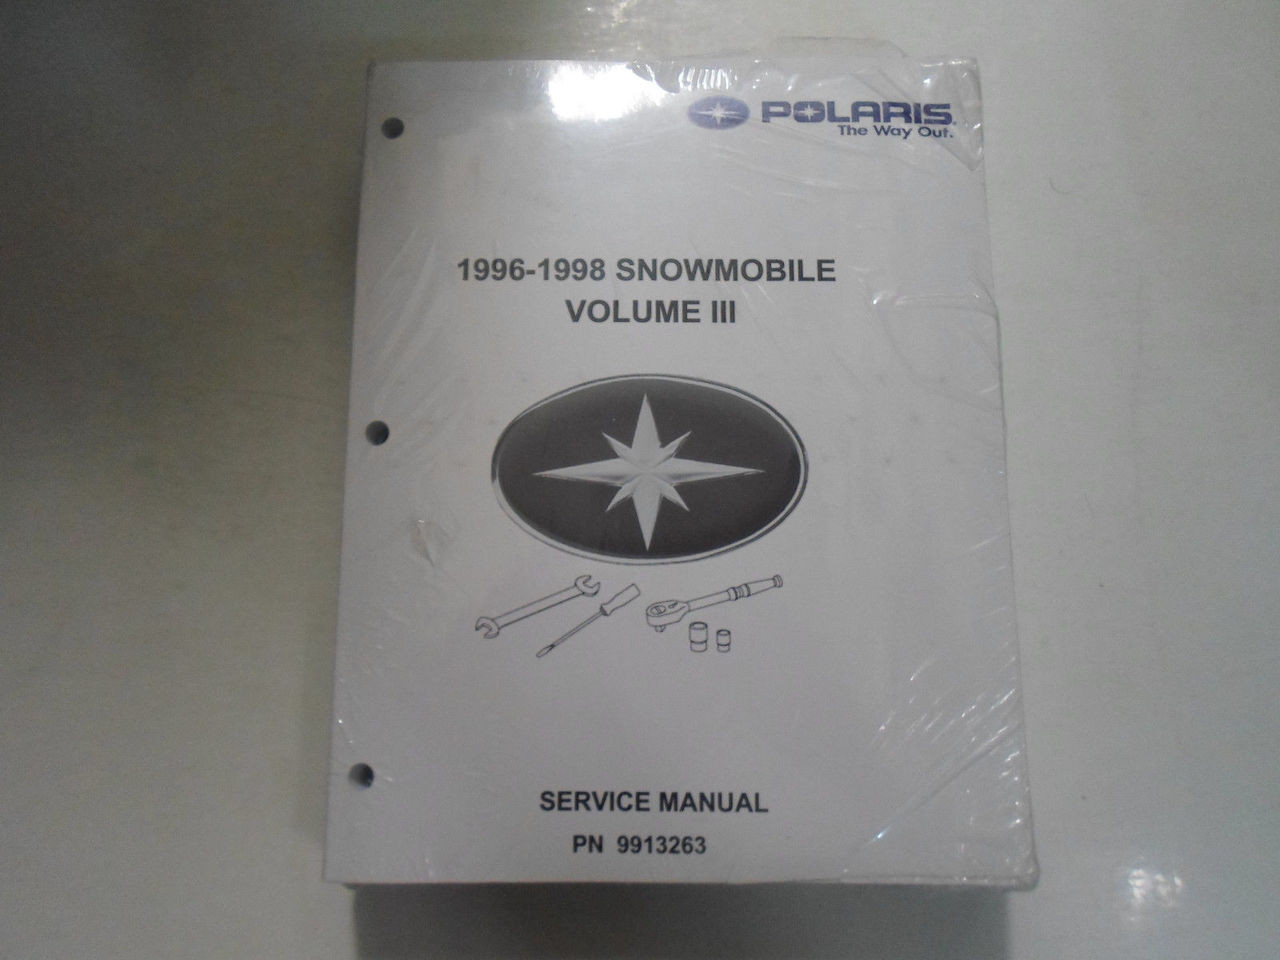 POLARIS®
The Way Out.
1996-1998 SNOWMOBILE
VOLUME III
SERVICE MANUAL
PN 9913263